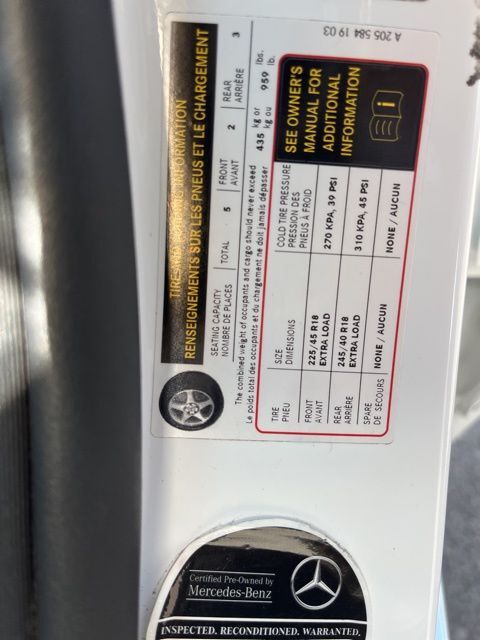 A 205 584 19 03
TIRE AND LOADING INFORMATION
RENSEIGNEMENTS SUR LES PNEUS ET LE CHARGEMENT
SEATING CAPACITY
NOMBRE DE PLACES
TOTAL 5
FRONT
AVANT
2
REAR
ARRIÈRE
3
The combined weight of occupants and cargo should never exceed
Le poids total des occupants et du chargement ne doit jamais dépasser
435 kg or
kg ou
959 lbs.
lb.
TIRE
PNEU
SIZE
DIMENSIONS
COLD TIRE PRESSURE
PRESSION DES
PNEUS À FROID
FRONT
AVANT
225/45 R18
EXTRA LOAD
270 KPA, 39 PSI
REAR
ARRIÈRE
245/40 R18
EXTRA LOAD
310 KPA, 45 PSI
SPARE
DE SECOURS
NONE / AUCUN
NONE / AUCUN
SEE OWNER'S
MANUAL FOR
ADDITIONAL
INFORMATION
i
Certified Pre-Owned by
Mercedes-Benz
INSPECTED. RECONDITIONED. WARRANTED.